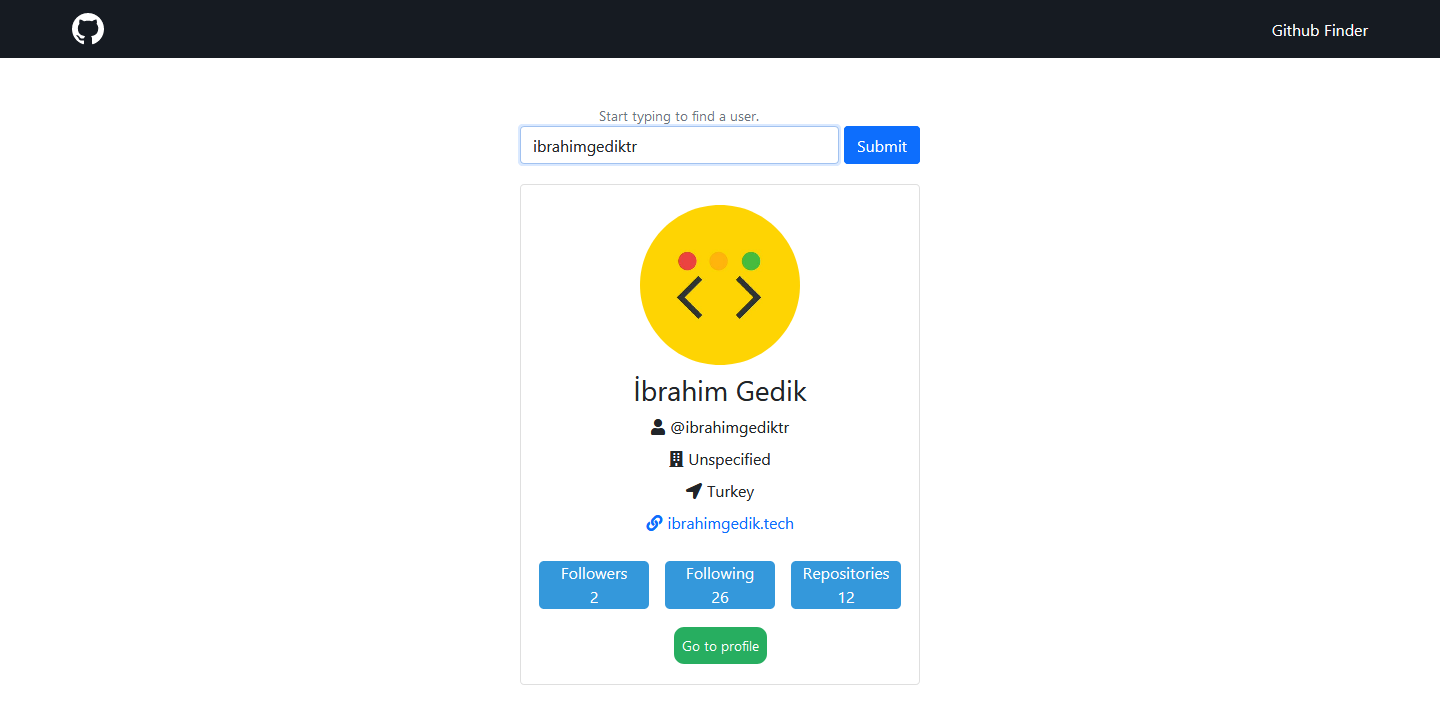 Github Finder
Start typing to find a user.
ibrahimgediktr
Submit
İbrahim Gedik
@ibrahimgediktr
Unspecified
Turkey
ibrahimgedik.tech
Followers Following Repositories
2 26 12
Go to profile